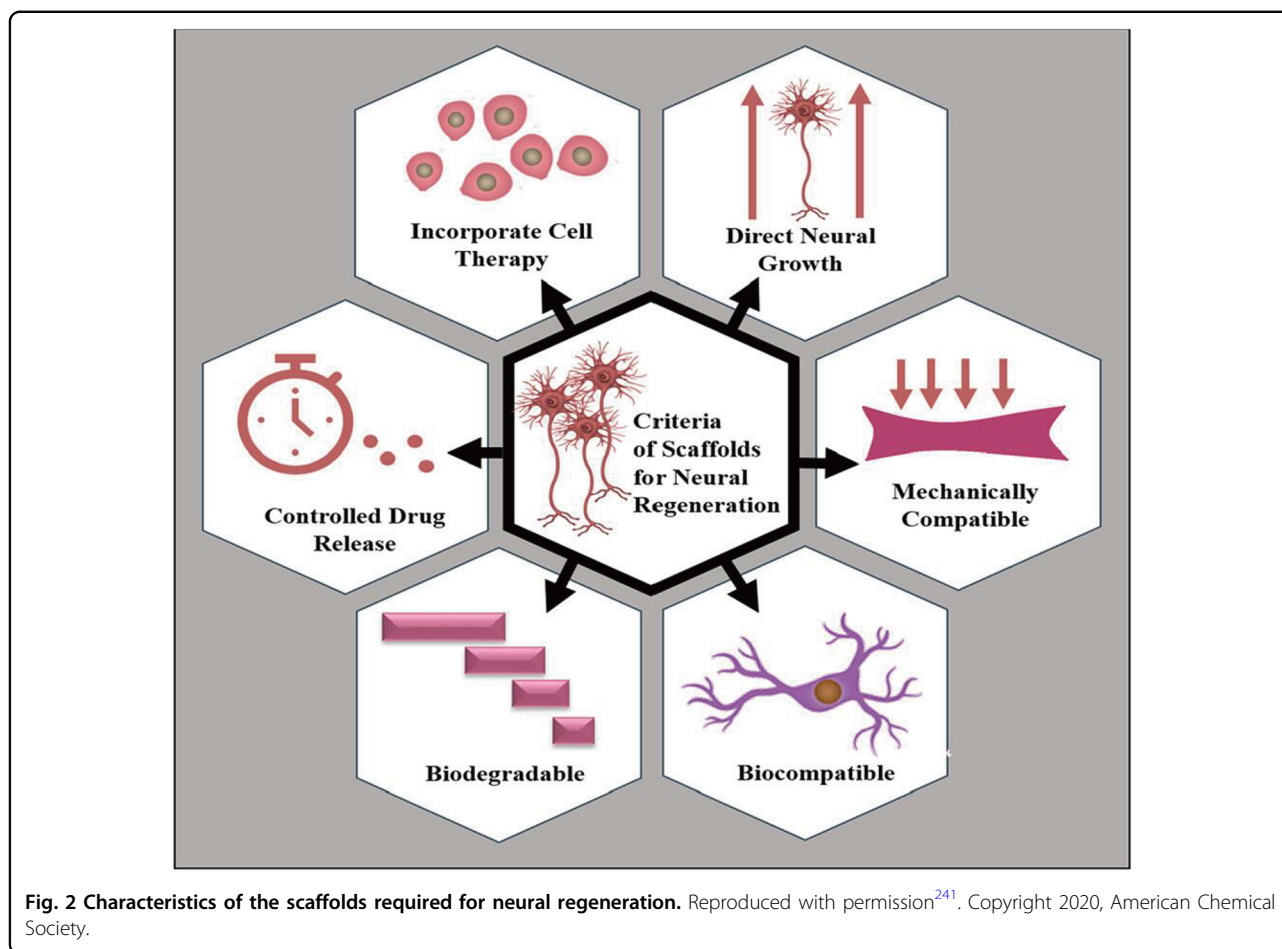 Incorporate Cell
Therapy
Direct Neural
Growth
Criteria
of Scaffolds
for Neural
Regeneration
Controlled Drug
Release
Mechanically
Compatible
Biodegradable
Biocompatible
Fig. 2 Characteristics of the scaffolds required for neural regeneration. Reproduced with permission241. Copyright 2020, American Chemical
Society.